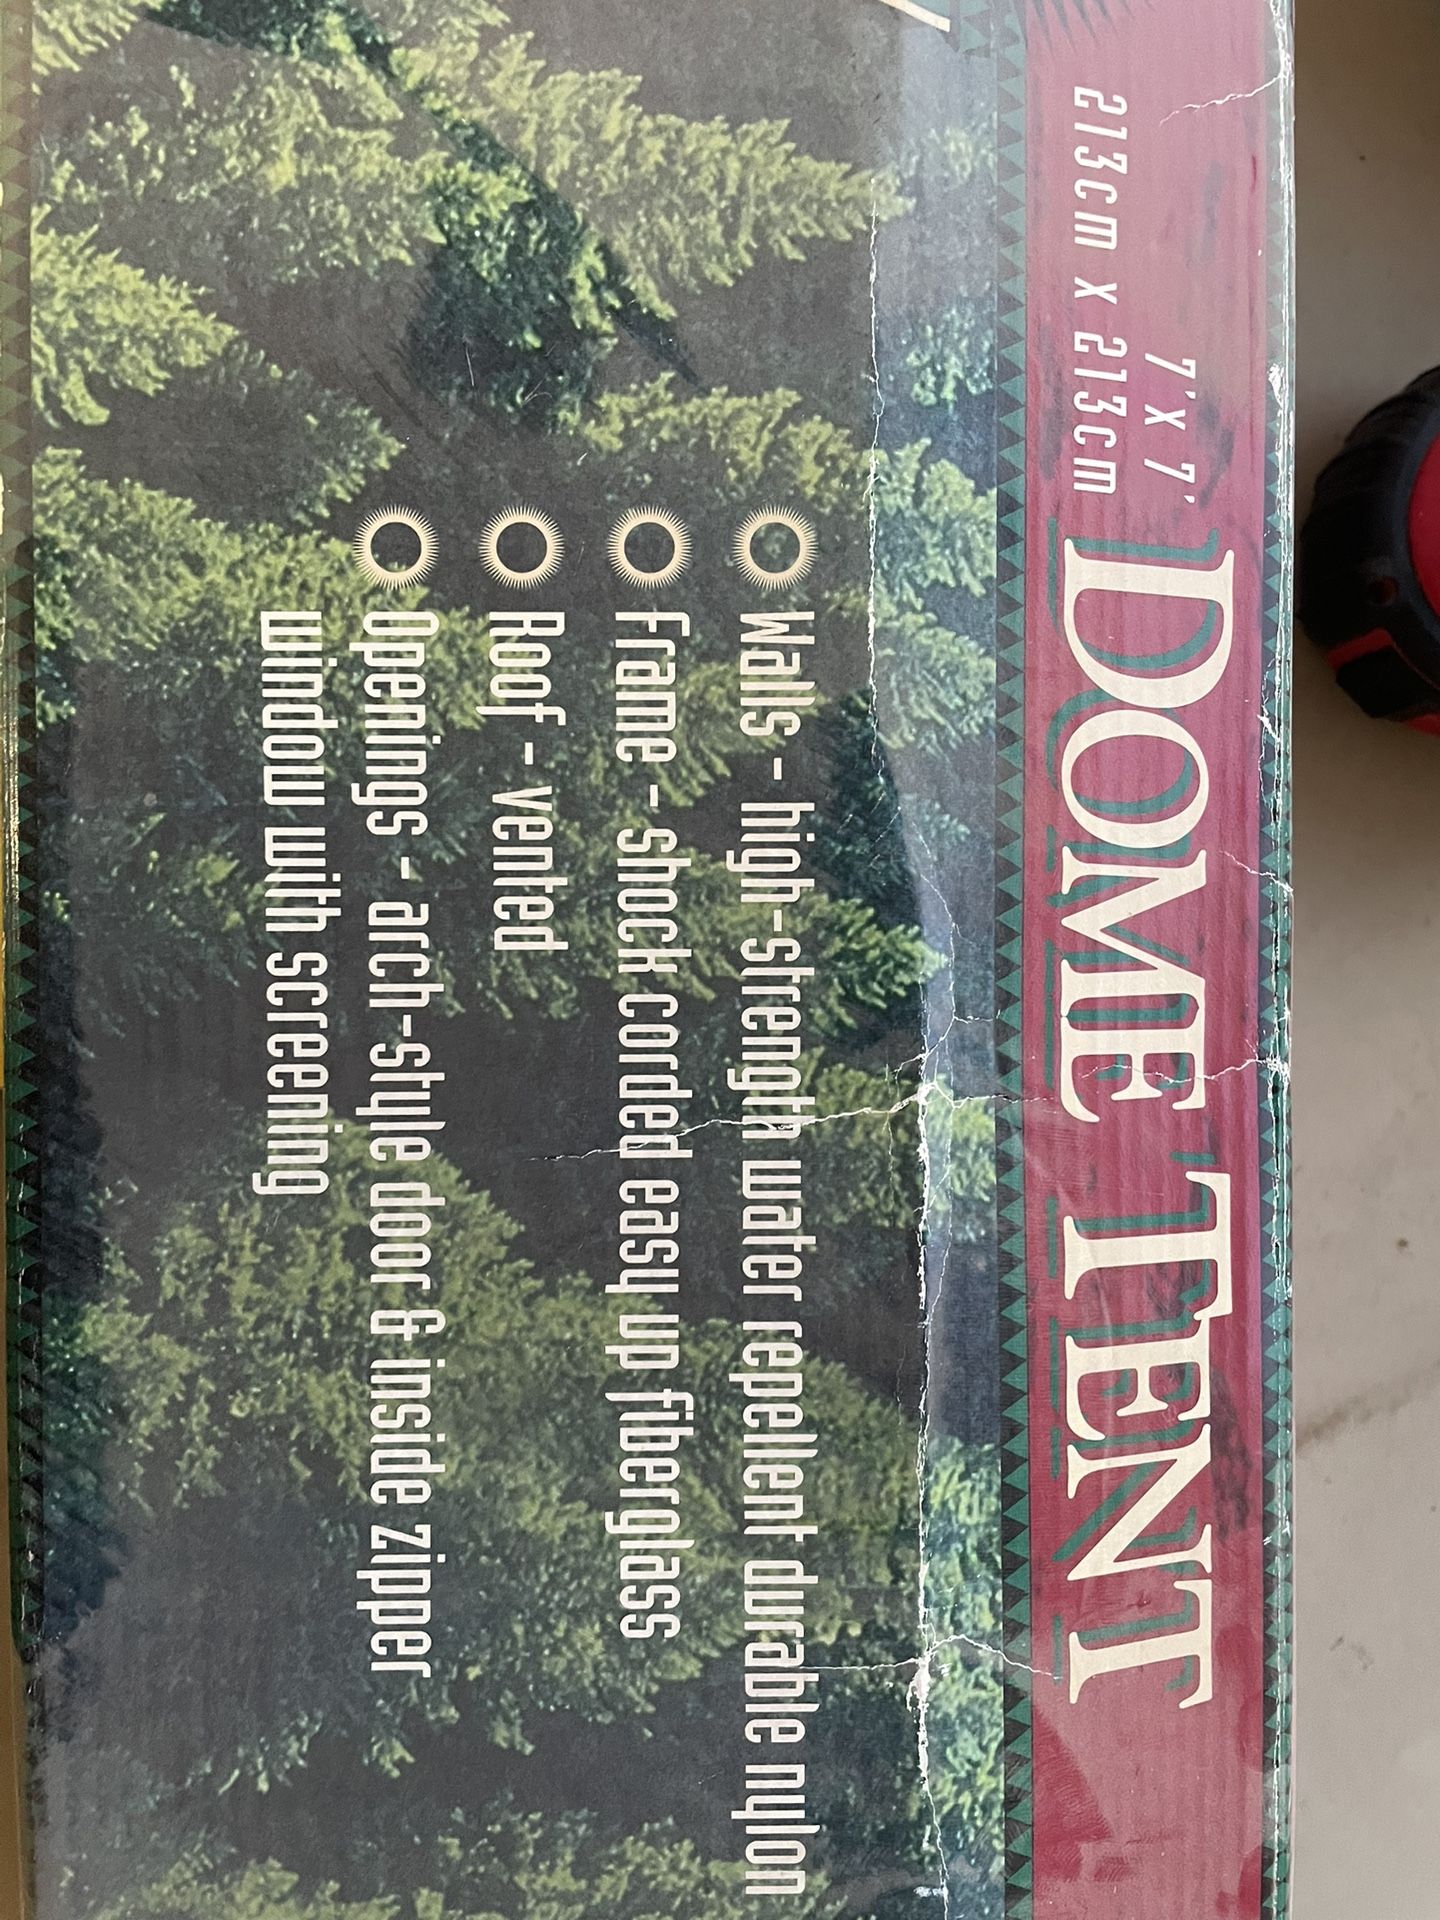 7'x 7'
213cm x 213cm
DOME TENT
Walls - high-strength water repellent durable nylon
Frame - shock corded easy up fiberglass
Roof - vented
Openings - arch-style door & inside zipper
window with screening